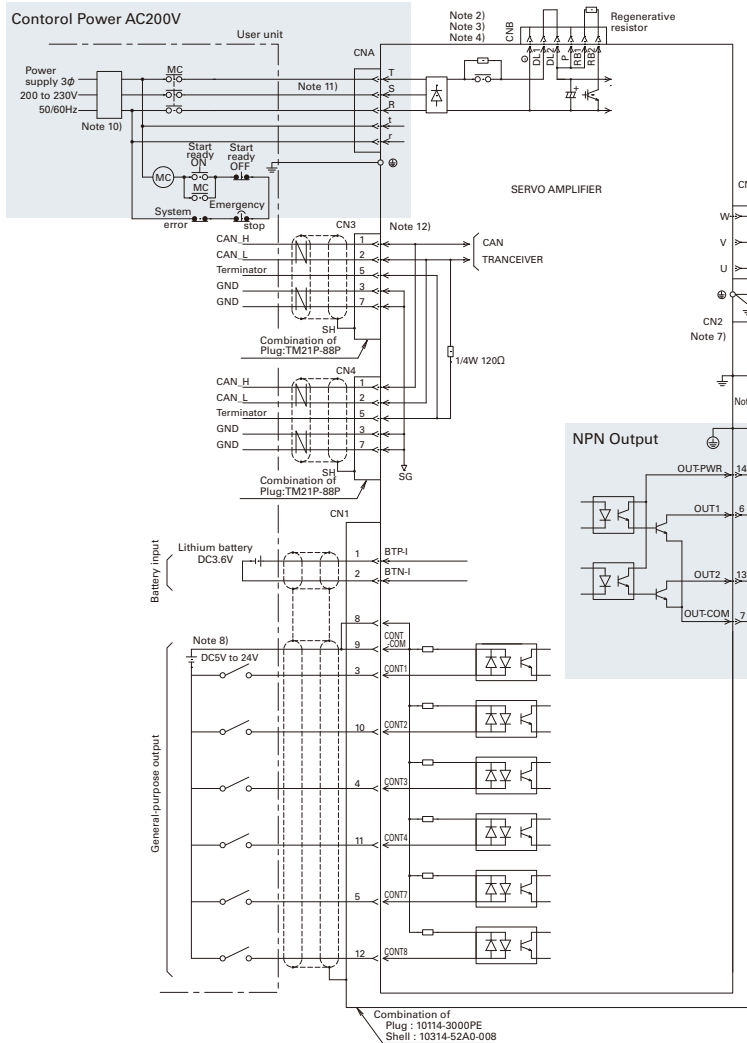 Contorol Power AC200V
User unit
Note 2)
Note 3)
Note 4)
CNB
DL1
DL2
P
RB1
RB2
Regenerative
resistor
CNA
Power
supply 3ϕ
200 to 230V
50/60Hz
Note 10)
MC
Note 11)
T
S
R
t
r
Start
ready
ON
Start
ready
OFF
MC
MC
System
error
Emergency
stop
SERVO AMPLIFIER
W
V
U
CN2
Note 7)
CN3
Note 12)
CAN_H
CAN_L
Terminator
GND
GND
1
2
5
3
7
CAN
TRANCEIVER
SH
Combination of
Plug:TM21P-88P
1/4W 120Ω
CN4
CAN_H
CAN_L
Terminator
GND
GND
1
2
5
3
7
SG
SH
Combination of
Plug:TM21P-88P
NPN Output
OUT-PWR 14
OUT1 6
OUT2 13
OUT-COM 7
CN1
Battery input
Lithium battery
DC3.6V
1 BTP-I
2 BTN-I
8
9 CONT
-COM
Note 8)
DC5V to 24V
General-purpose output
3 CONT1
10 CONT2
4 CONT3
11 CONT4
5 CONT7
12 CONT8
Combination of
Plug : 10114-3000PE
Shell : 10314-52A0-008